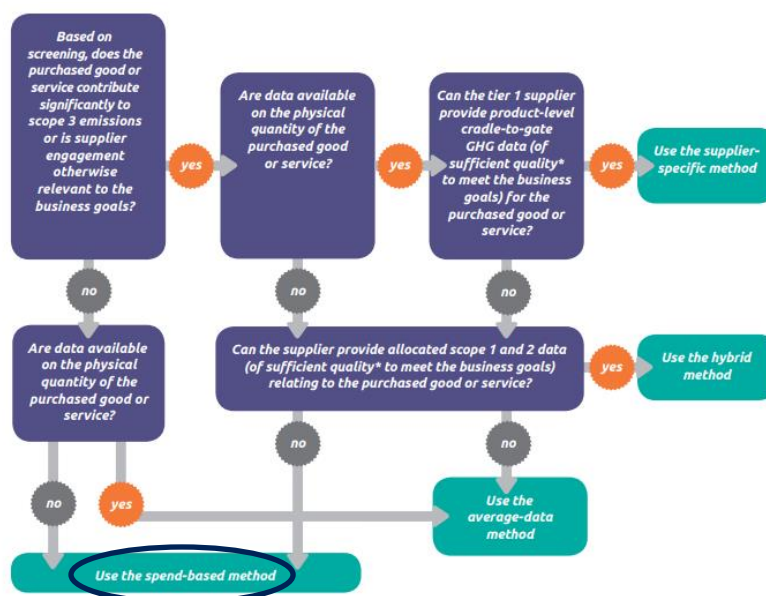 Based on
screening, does the
purchased good or
service contribute
significantly to
scope 3 emissions
or is supplier
engagement
otherwise
relevant to the
business goals?
yes
Are data available
on the physical
quantity of the
purchased good
or service?
yes
Can the tier 1 supplier
provide product-level
cradle-to-gate
GHG data (of
sufficient quality*
to meet the business
goals) for the
purchased good or
service?
yes
Use the supplier-
specific method
no
no
no
Are data available
on the physical
quantity of the
purchased good or
service?
Can the supplier provide allocated scope 1 and 2 data
(of sufficient quality* to meet the business goals)
relating to the purchased good or service?
yes
Use the hybrid
method
no
yes
no
no
Use the
average-data
method
Use the spend-based method